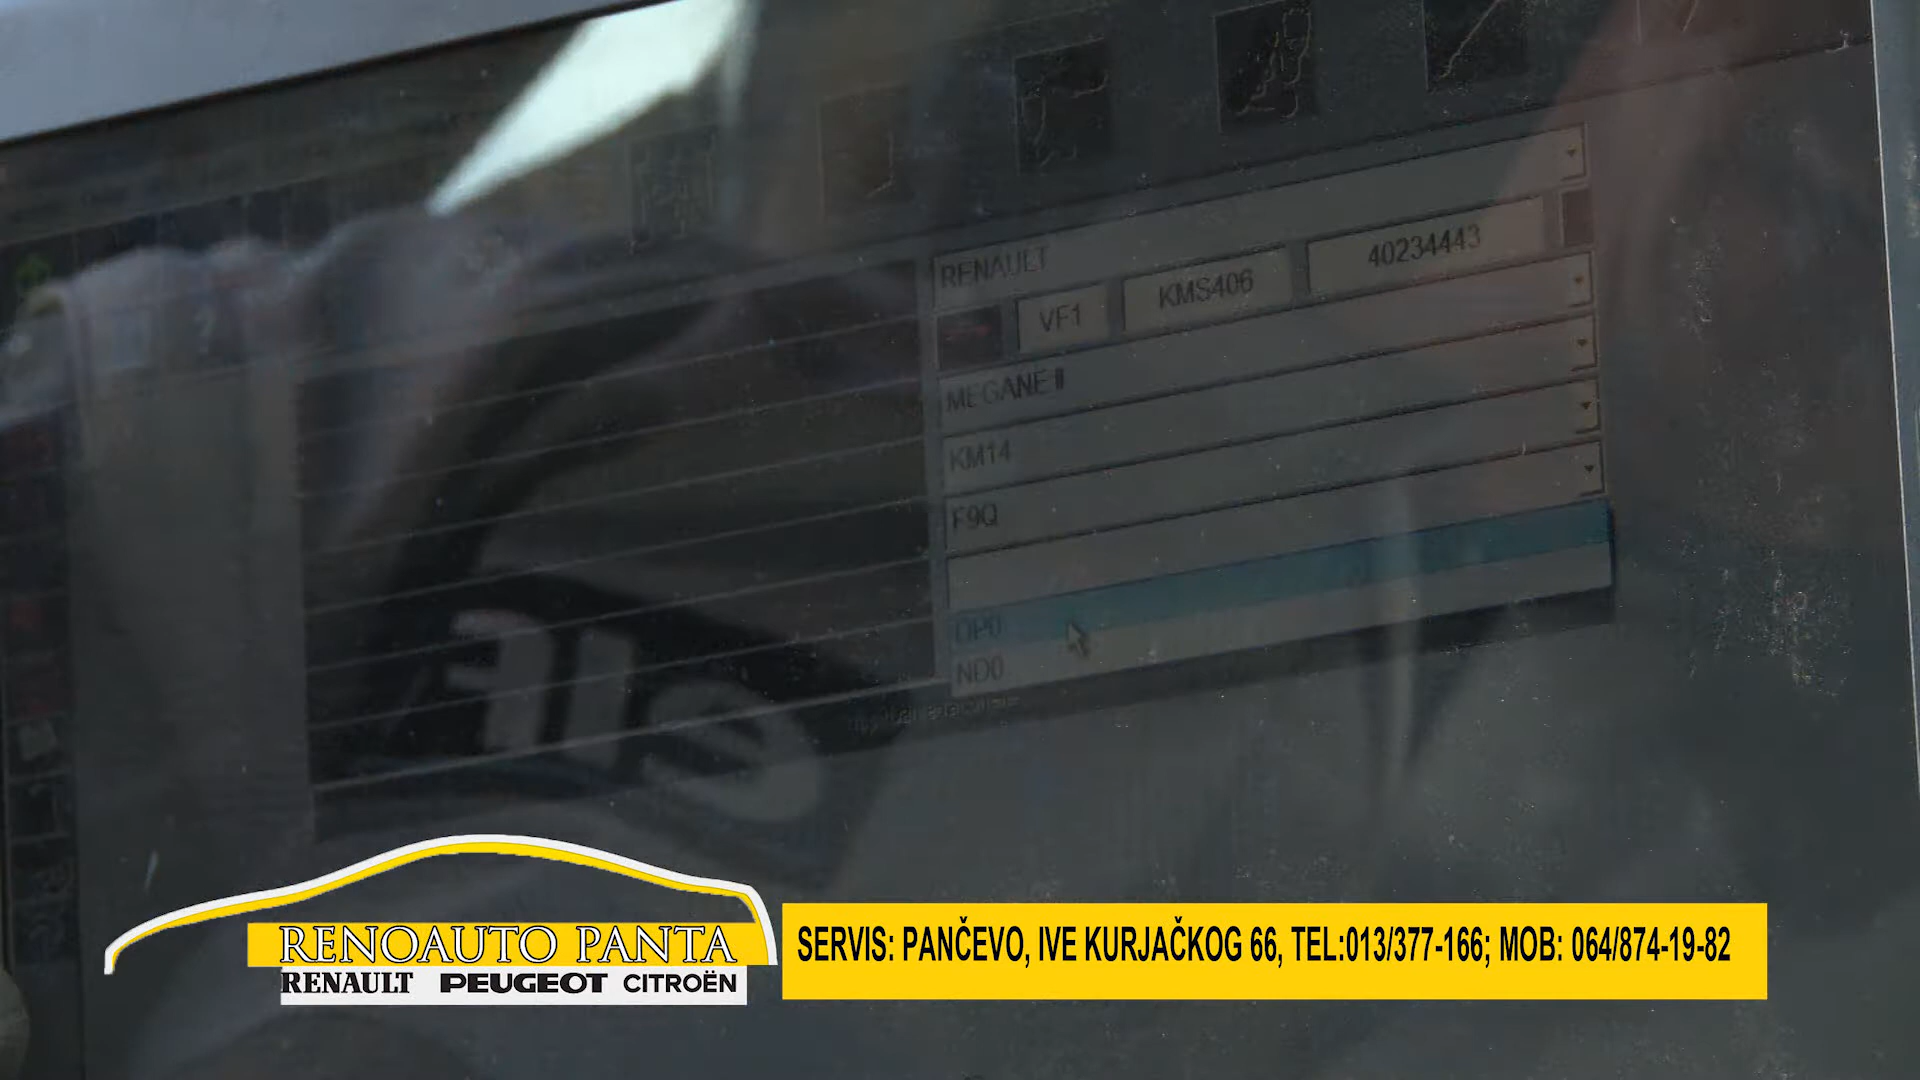 RENAULT
VF1 KMS406 40234443
MEGANE II
KM14
F9Q
DP0
ND0
RENOAUTO PANTA
RENAULT PEUGEOT CITROËN
SERVIS: PANČEVO, IVE KURJAČKOG 66, TEL:013/377-166; MOB: 064/874-19-82